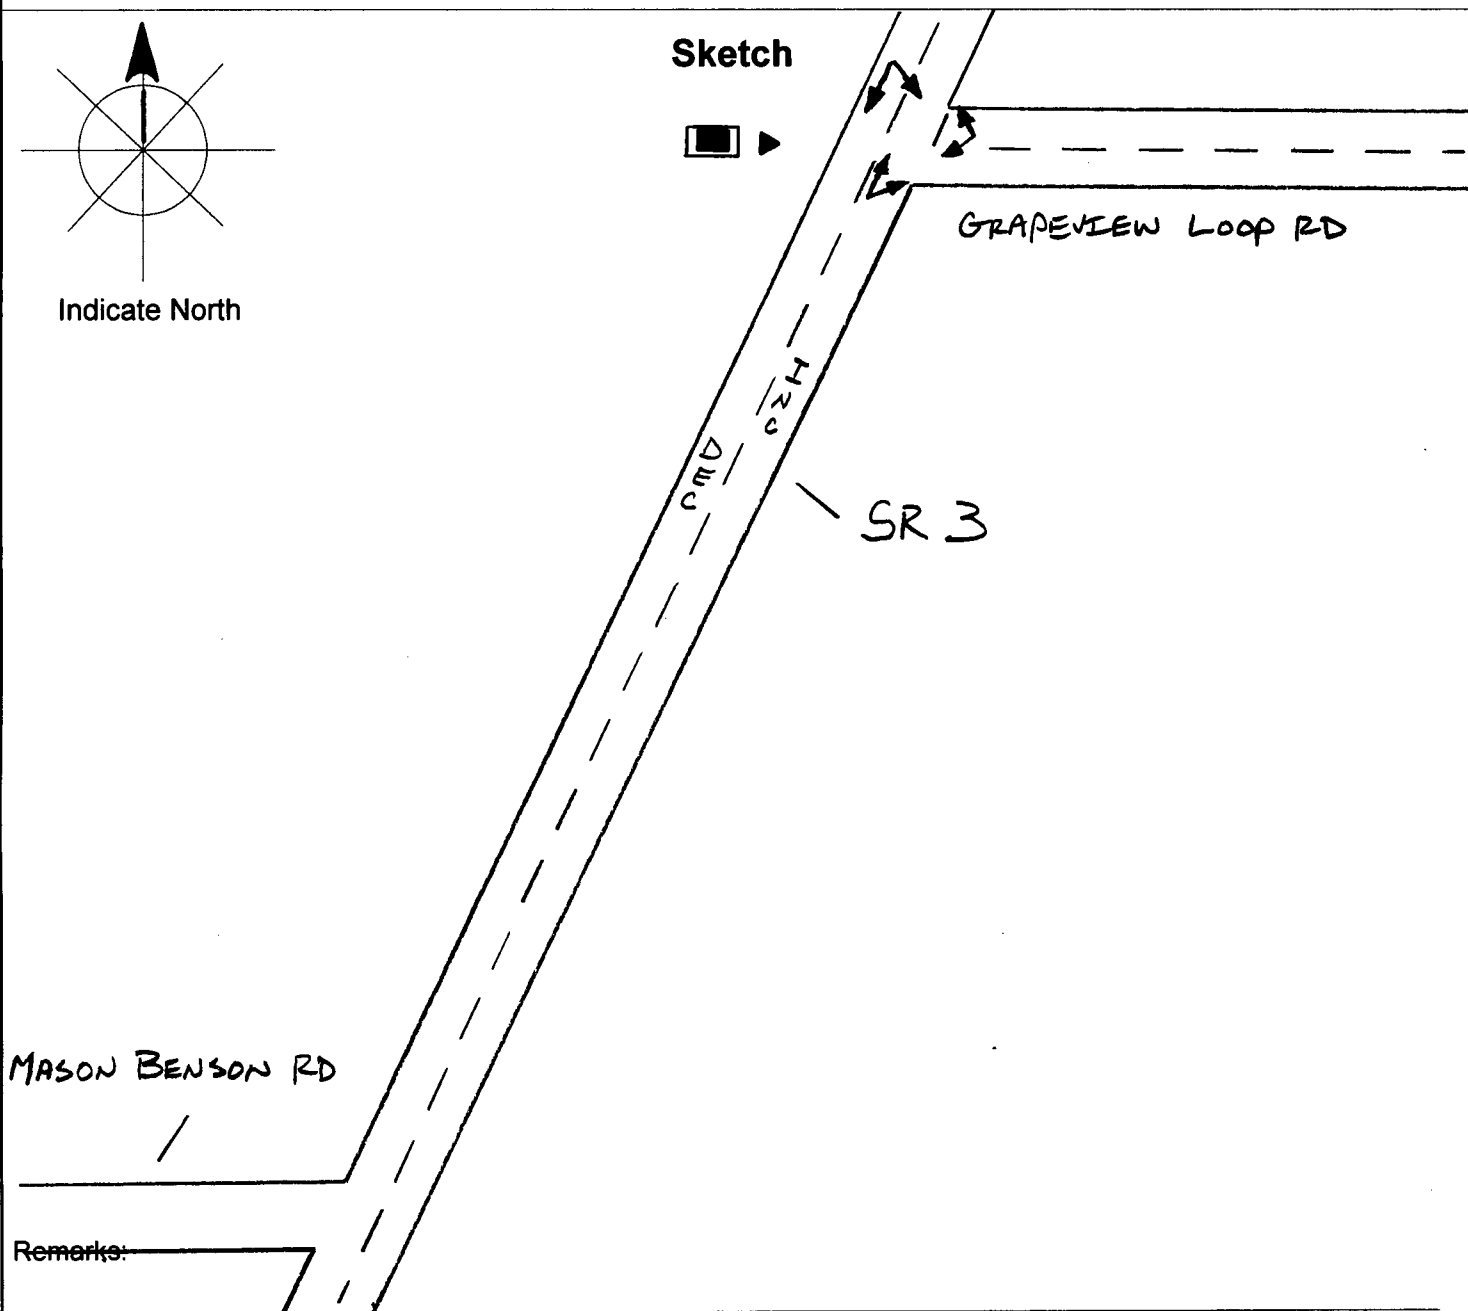 Sketch
GRAPEVIEW LOOP RD
Indicate North
INC
DEC
SR 3
MASON BENSON RD
Remarks: